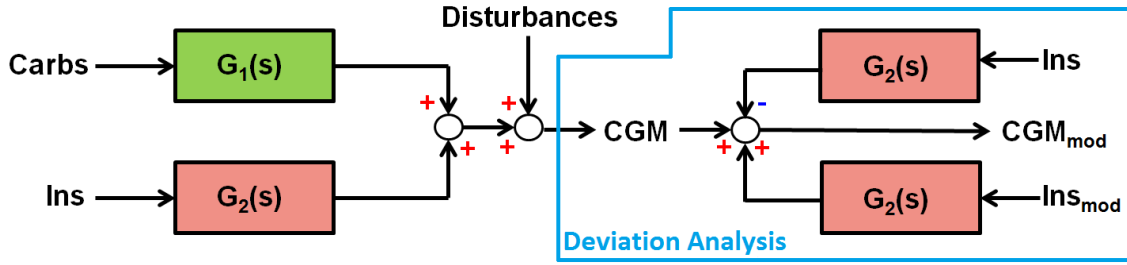 Disturbances
Carbs
G₁(s)
G₂(s)
Ins
+
+
-
+
+
CGM
+
+
CGMmod
Ins
G₂(s)
G₂(s)
Insmod
Deviation Analysis